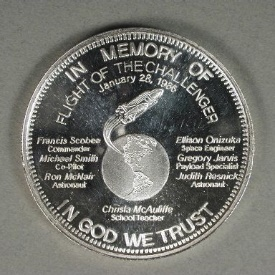 IN MEMORY OF
FLIGHT OF THE CHALLENGER
January 28, 1986
Francis Scobee
Commander
Michael Smith
Co-Pilot
Ron McNair
Astronaut
Ellison Onizuka
Space Engineer
Gregory Jarvis
Payload Specialist
Judith Resnick
Astronaut
Christa McAuliffe
School Teacher
IN GOD WE TRUST